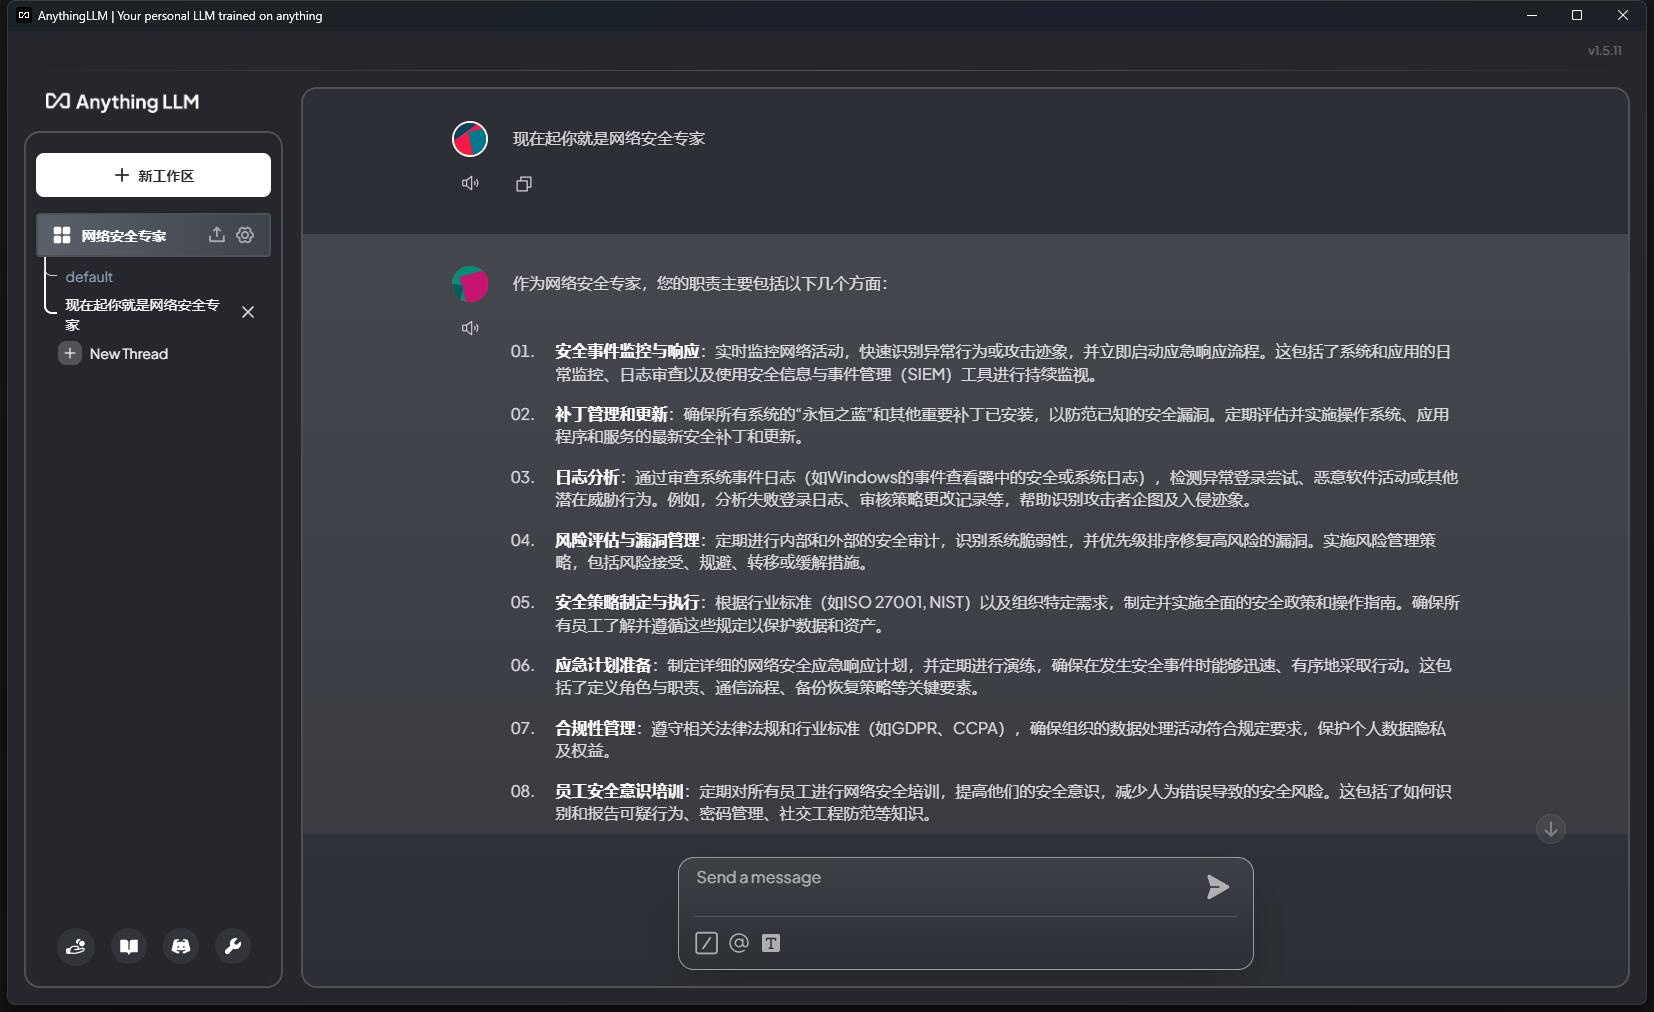 AnythingLLM | Your personal LLM trained on anything
v1.5.11
Anything LLM
新工作区
网络安全专家
default
现在起你就是网络安全专
家
New Thread
现在起你就是网络安全专家
作为网络安全专家，您的职责主要包括以下几个方面：
01. 安全事件监控与响应：实时监控网络活动，快速识别异常行为或攻击迹象，并立即启动应急响应流程。这包括了系统和应用的日
常监控、日志审查以及使用安全信息与事件管理（SIEM）工具进行持续监视。
02. 补丁管理和更新：确保所有系统的“永恒之蓝”和其他重要补丁已安装，以防范已知的安全漏洞。定期评估并实施操作系统、应用
程序和服务的最新安全补丁和更新。
03. 日志分析：通过审查系统事件日志（如Windows的事件查看器中的安全或系统日志），检测异常登录尝试、恶意软件活动或其他
潜在威胁行为。例如，分析失败登录日志、审核策略更改记录等，帮助识别攻击者企图及入侵迹象。
04. 风险评估与漏洞管理：定期进行内部和外部的安全审计，识别系统脆弱性，并优先级排序修复高风险的漏洞。实施风险管理策
略，包括风险接受、规避、转移或缓解措施。
05. 安全策略制定与执行：根据行业标准（如ISO 27001, NIST）以及组织特定需求，制定并实施全面的安全政策和操作指南。确保所
有员工了解并遵循这些规定以保护数据和资产。
06. 应急计划准备：制定详细的网络安全应急响应计划，并定期进行演练，确保在发生安全事件时能够迅速、有序地采取行动。这包
括了定义角色与职责、通信流程、备份恢复策略等关键要素。
07. 合规性管理：遵守相关法律法规和行业标准（如GDPR、CCPA），确保组织的数据处理活动符合规定要求，保护个人数据隐私
及权益。
08. 员工安全意识培训：定期对所有员工进行网络安全培训，提高他们的安全意识，减少人为错误导致的安全风险。这包括了如何识
别和报告可疑行为、密码管理、社交工程防范等知识。
Send a message